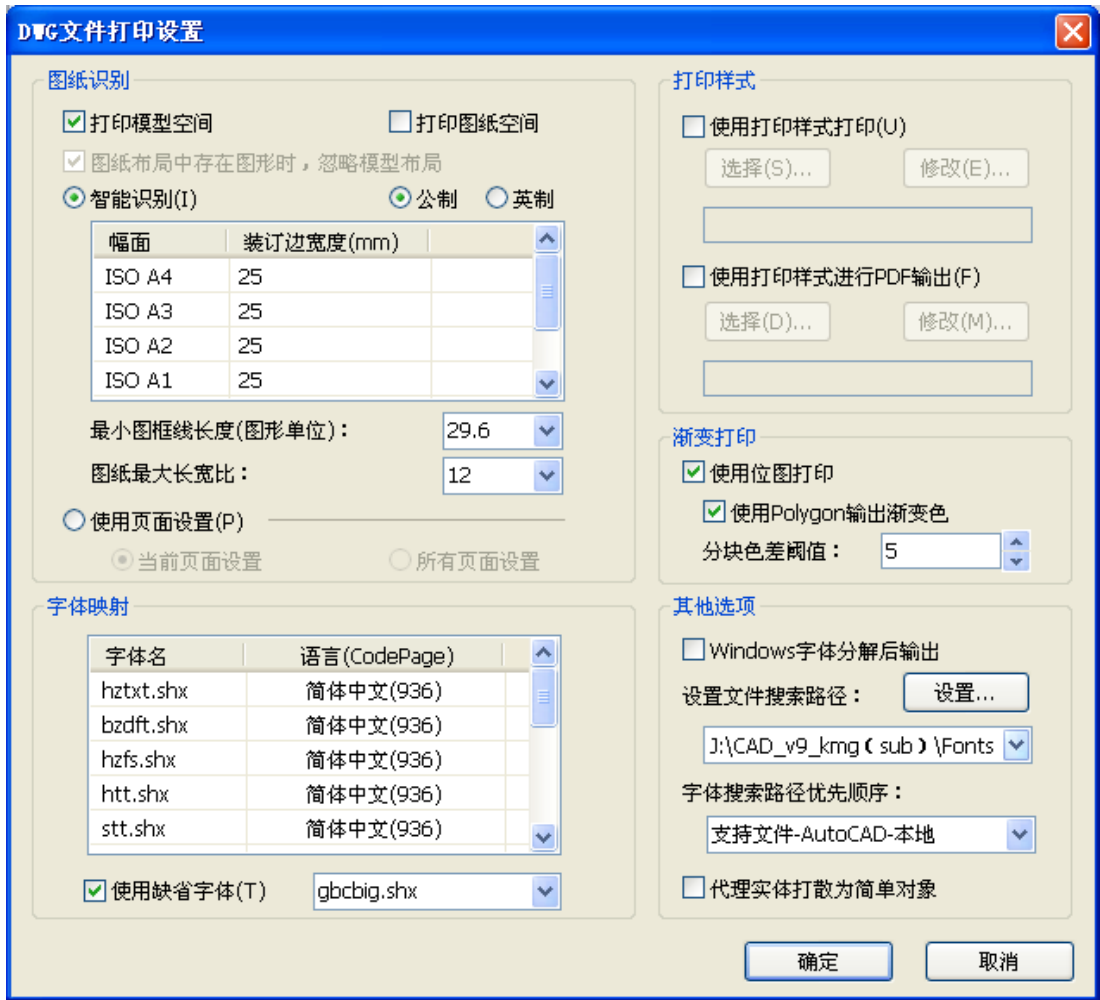 DWG文件打印设置
图纸识别
打印模型空间 打印图纸空间
图纸布局中存在图形时，忽略模型布局
智能识别(I) 公制 英制
幅面 装订边宽度(mm)
ISO A4 25
ISO A3 25
ISO A2 25
ISO A1 25
最小图框线长度(图形单位)： 29.6
图纸最大长宽比： 12
使用页面设置(P)
当前页面设置 所有页面设置
字体映射
字体名 语言(CodePage)
hztxt.shx 简体中文(936)
bzdft.shx 简体中文(936)
hzfs.shx 简体中文(936)
htt.shx 简体中文(936)
stt.shx 简体中文(936)
使用缺省字体(T) gbcbig.shx
打印样式
使用打印样式打印(U)
选择(S)... 修改(E)...
使用打印样式进行PDF输出(F)
选择(D)... 修改(M)...
渐变打印
使用位图打印
使用Polygon输出渐变色
分块色差阈值： 5
其他选项
Windows字体分解后输出
设置文件搜索路径： 设置...
J:\CAD_v9_kmg（sub）\Fonts
字体搜索路径优先顺序：
支持文件-AutoCAD-本地
代理实体打散为简单对象
确定 取消